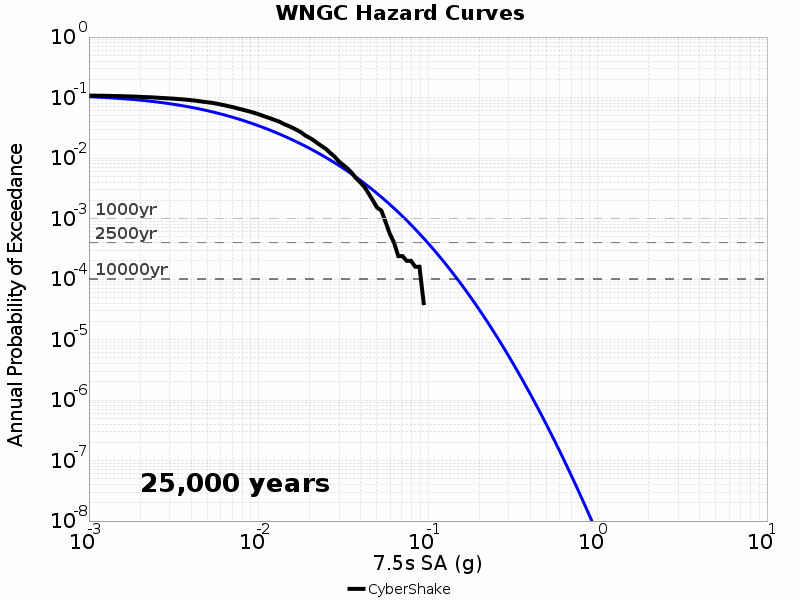 WNGC Hazard Curves
Annual Probability of Exceedance
10^0
10^-1
10^-2
10^-3
10^-4
10^-5
10^-6
10^-7
10^-8
1000yr
2500yr
10000yr
25,000 years
10^-3 10^-2 10^-1 10^0 10^1
7.5s SA (g)
CyberShake